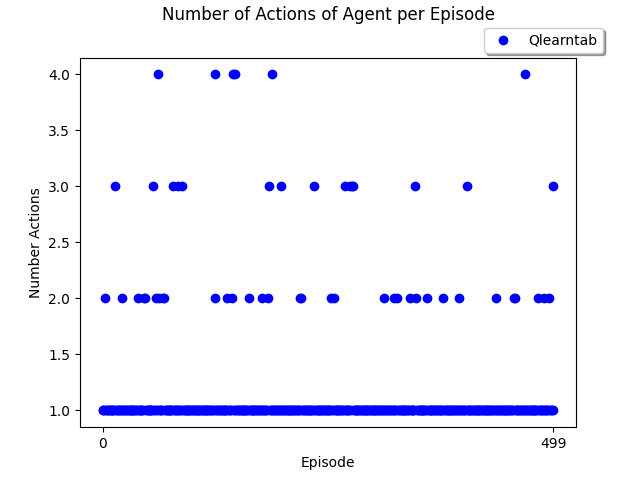 Number of Actions of Agent per Episode
Qlearntab
4.0
3.5
3.0
2.5
2.0
1.5
1.0
Number Actions
0 499
Episode